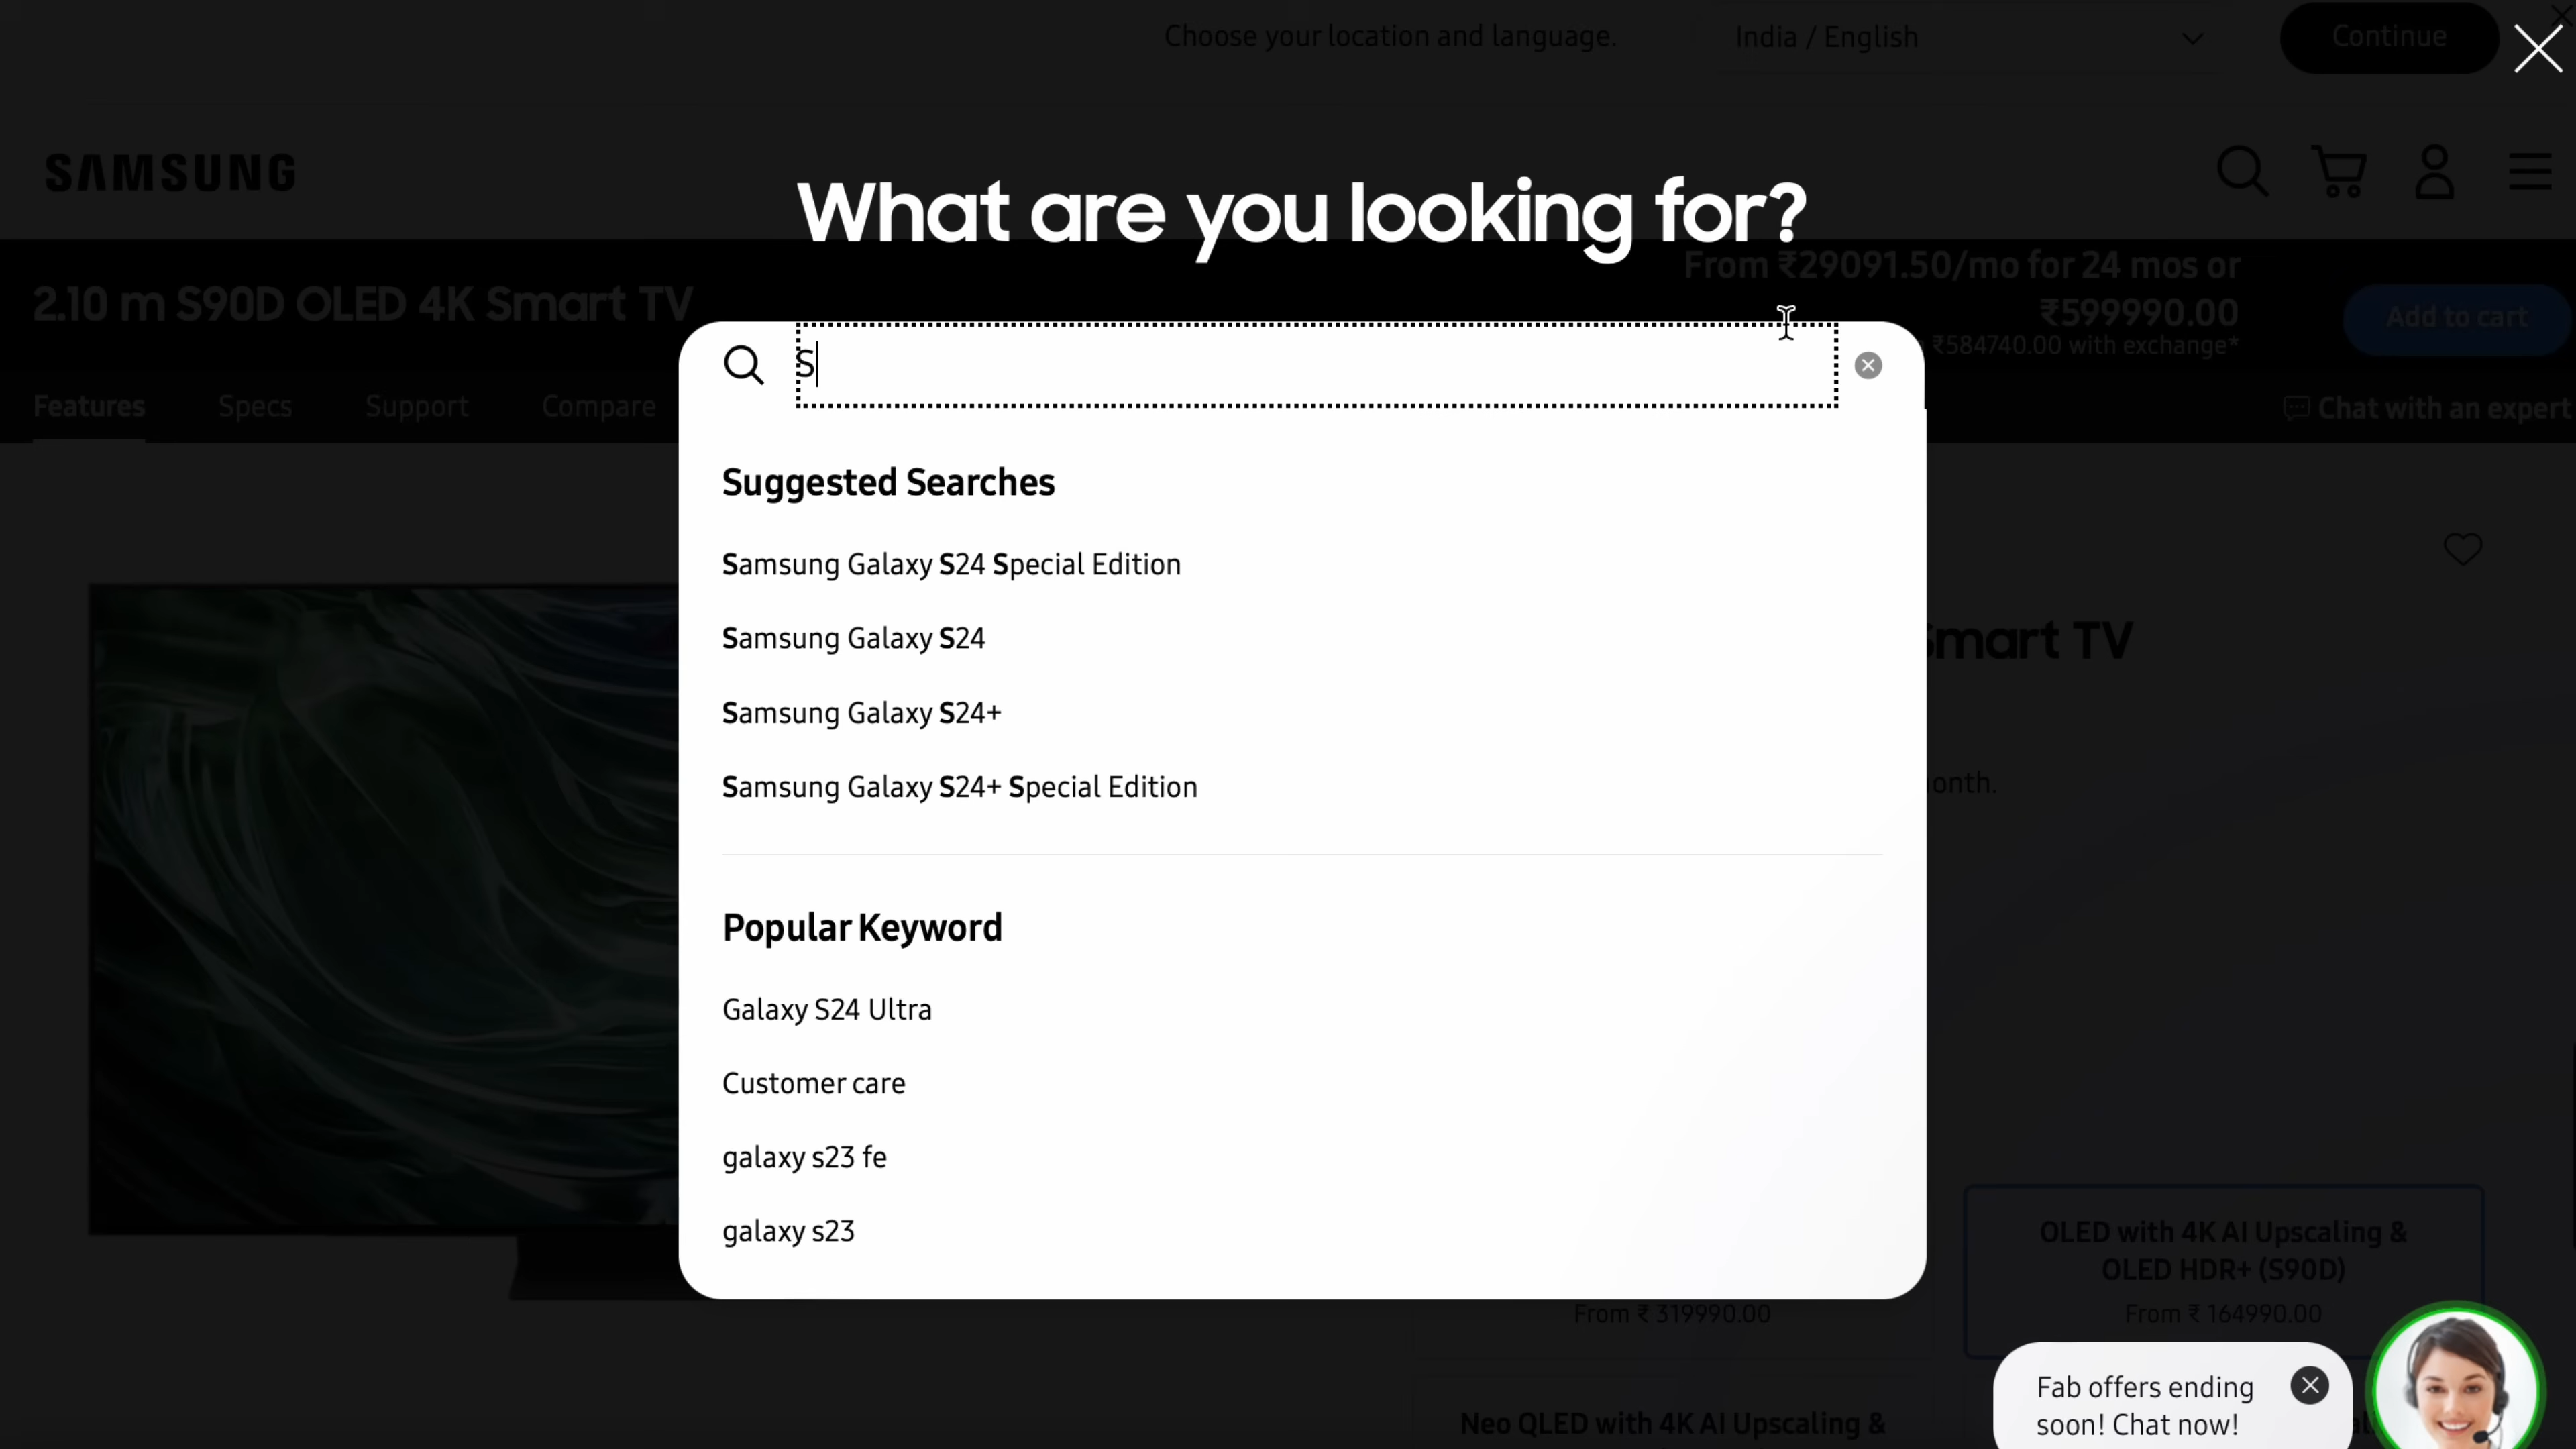 Choose your location and language.
India / English
Continue
SAMSUNG
What are you looking for?
2.10 m S90D OLED 4K Smart TV
From ₹29091.50/mo for 24 mos or
₹599990.00
₹584740.00 with exchange*
Add to cart
S
Features
Specs
Support
Compare
Chat with an expert
Suggested Searches
Samsung Galaxy S24 Special Edition
Samsung Galaxy S24
Samsung Galaxy S24+
Samsung Galaxy S24+ Special Edition
Smart TV
Popular Keyword
Galaxy S24 Ultra
Customer care
galaxy s23 fe
galaxy s23
OLED with 4K AI Upscaling &
OLED HDR+ (S90D)
From ₹ 319990.00
From ₹ 164990.00
Neo QLED with 4K AI Upscaling &
Fab offers ending
soon! Chat now!